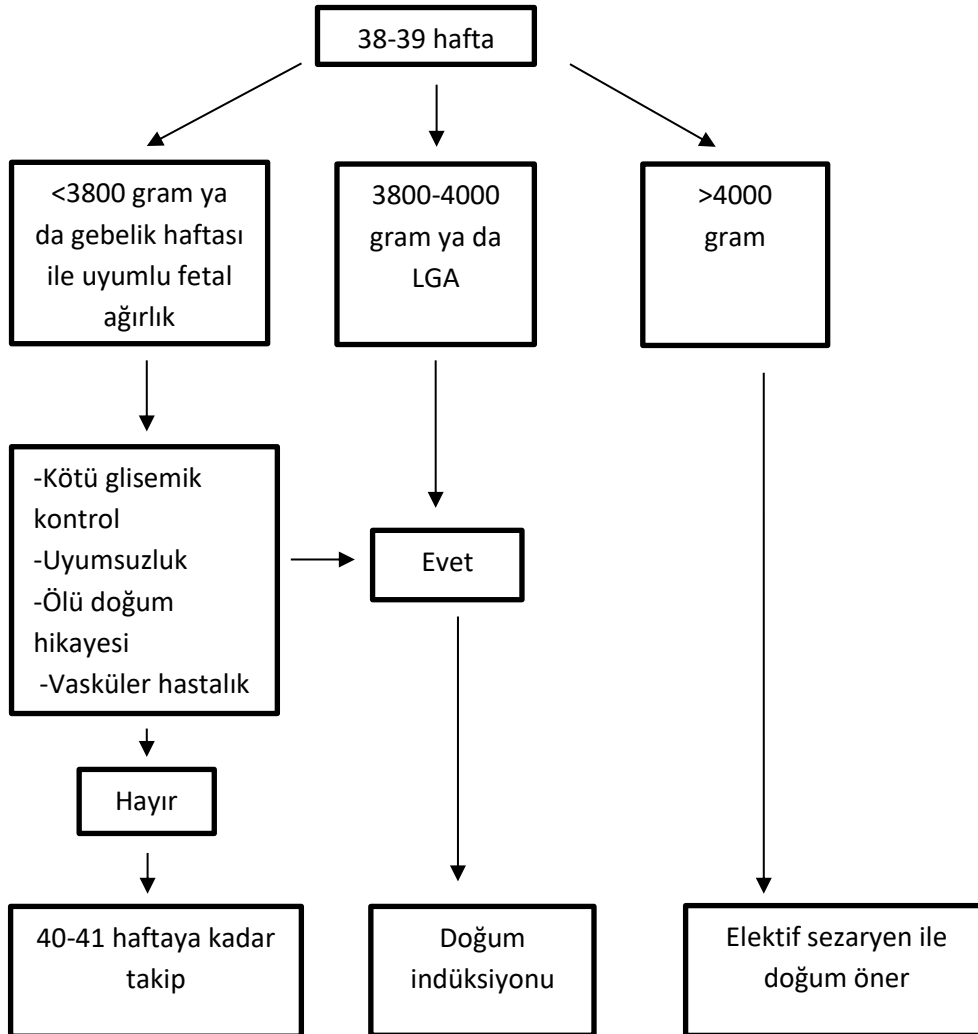 38-39 hafta
<3800 gram ya
da gebelik haftası
ile uyumlu fetal
ağırlık
3800-4000
gram ya da
LGA
>4000
gram
-Kötü glisemik
kontrol
-Uyumsuzluk
-Ölü doğum
hikayesi
-Vasküler hastalık
Evet
Hayır
40-41 haftaya kadar
takip
Doğum
indüksiyonu
Elektif sezaryen ile
doğum öner